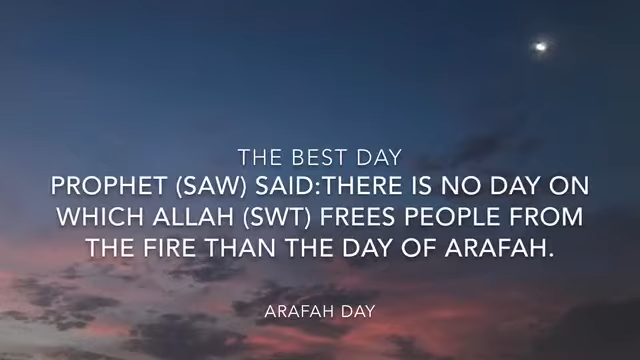 THE BEST DAY
PROPHET (SAW) SAID:THERE IS NO DAY ON
WHICH ALLAH (SWT) FREES PEOPLE FROM
THE FIRE THAN THE DAY OF ARAFAH.
ARAFAH DAY